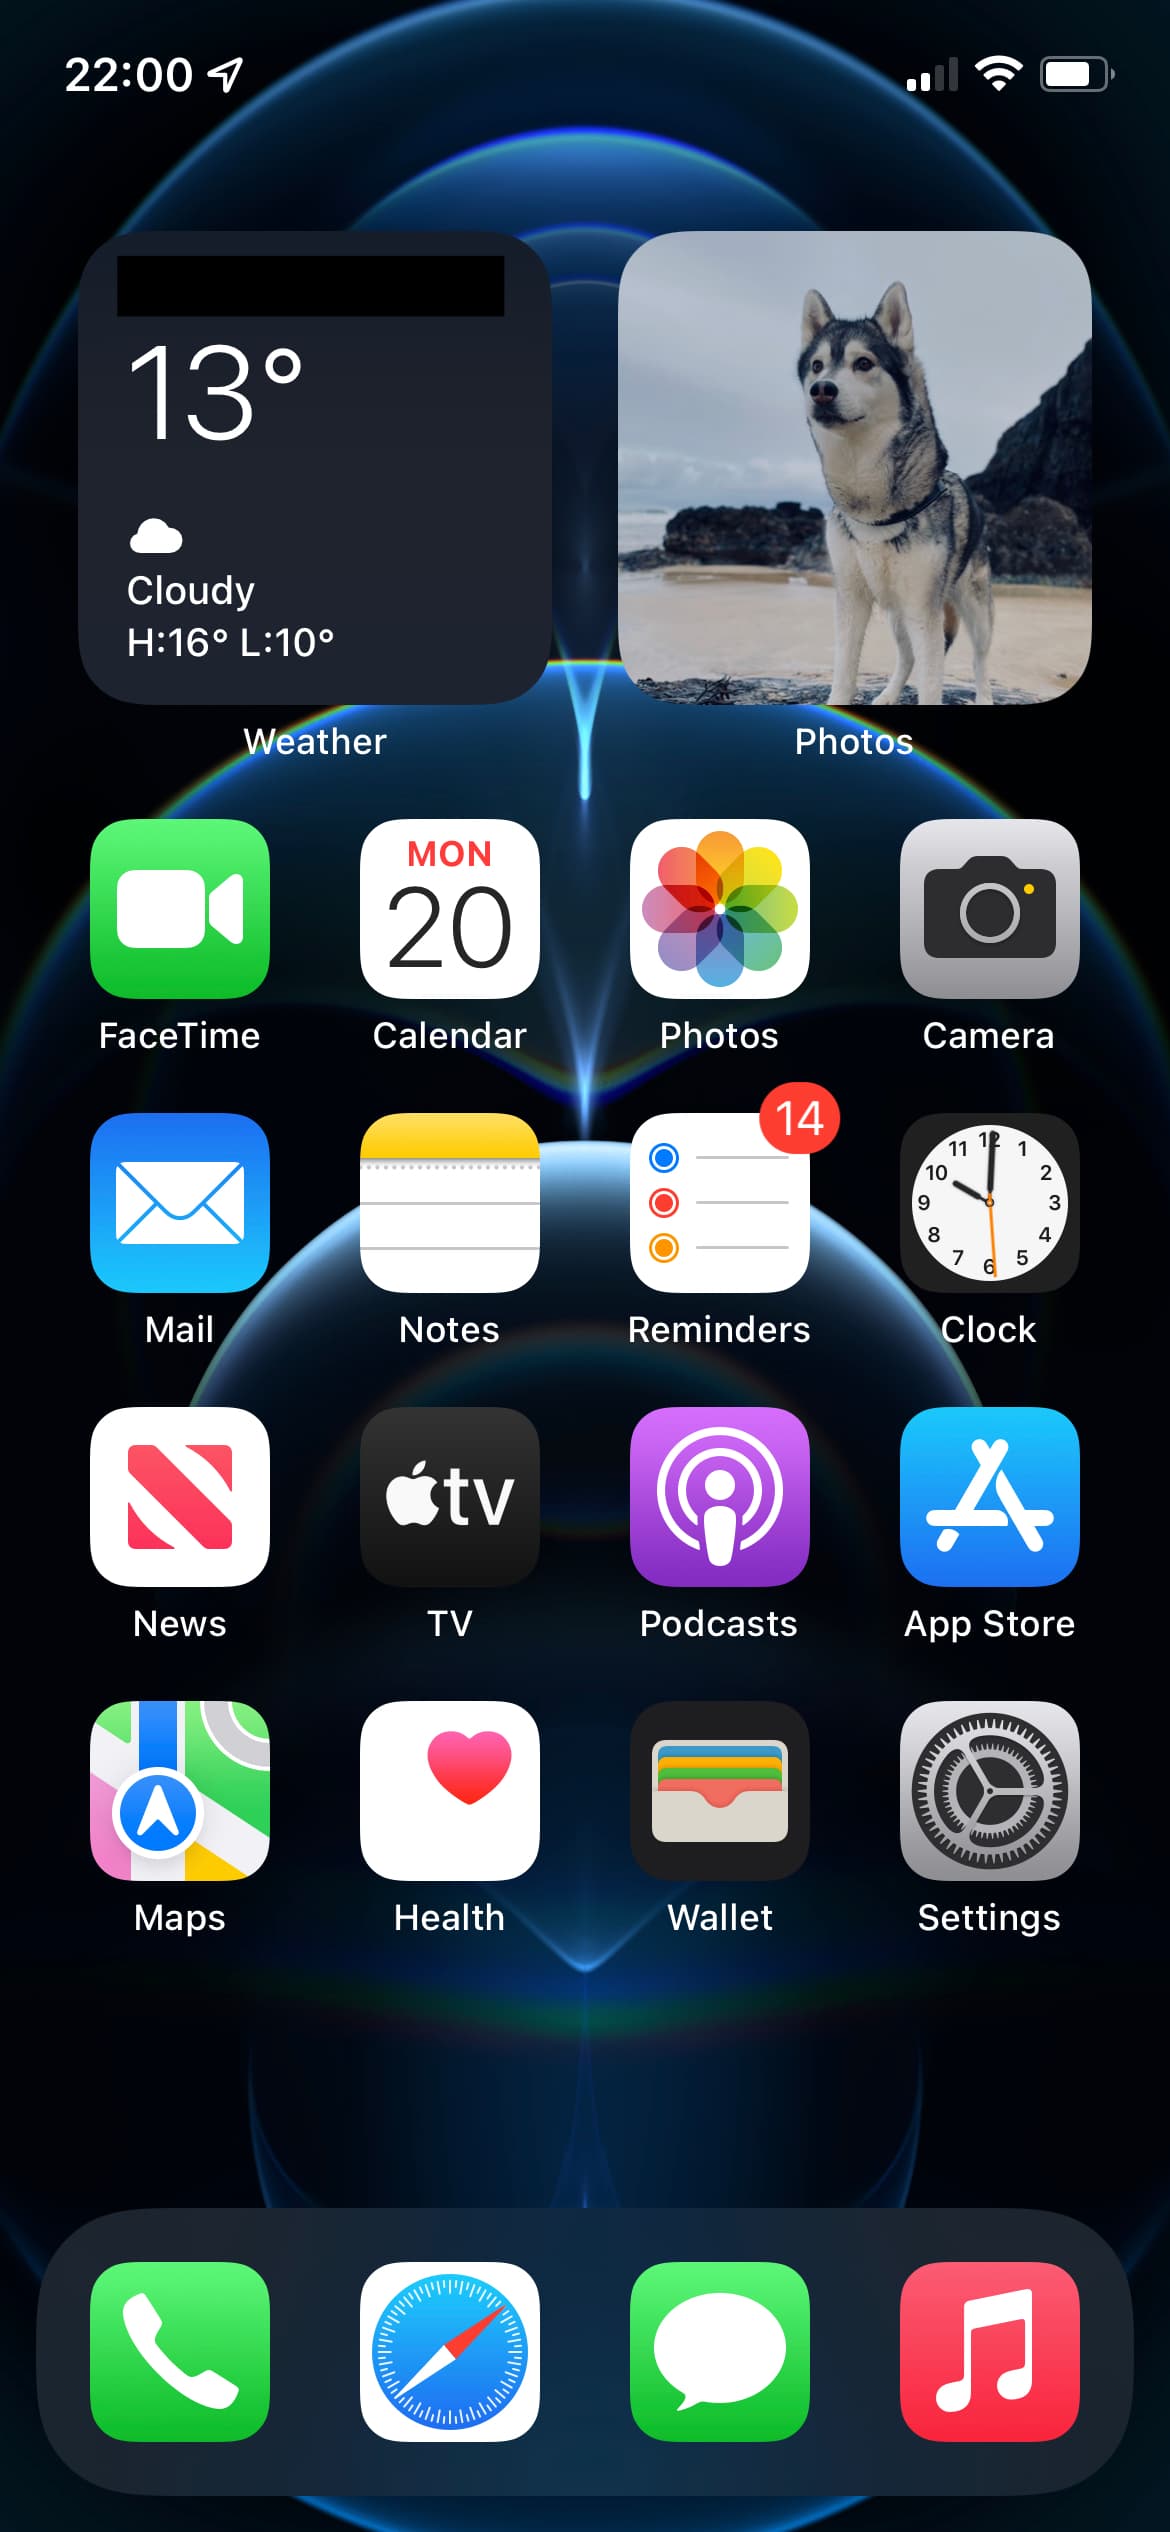 22:00
13°
Cloudy
H:16° L:10°
Weather
Photos
MON
20
FaceTime
Calendar
Photos
Camera
14
12
1
2
3
4
5
6
7
8
9
10
11
Mail
Notes
Reminders
Clock
tv
News
TV
Podcasts
App Store
Maps
Health
Wallet
Settings